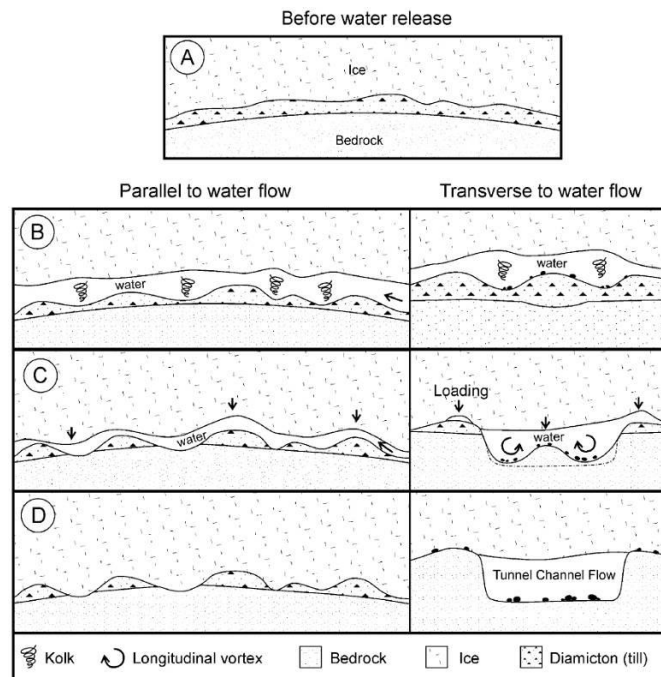 Before water release
A
Ice
Bedrock
Parallel to water flow
Transverse to water flow
B
water
water
C
water
Loading
water
D
Tunnel Channel Flow
Kolk
Longitudinal vortex
Bedrock
Ice
Diamicton (till)